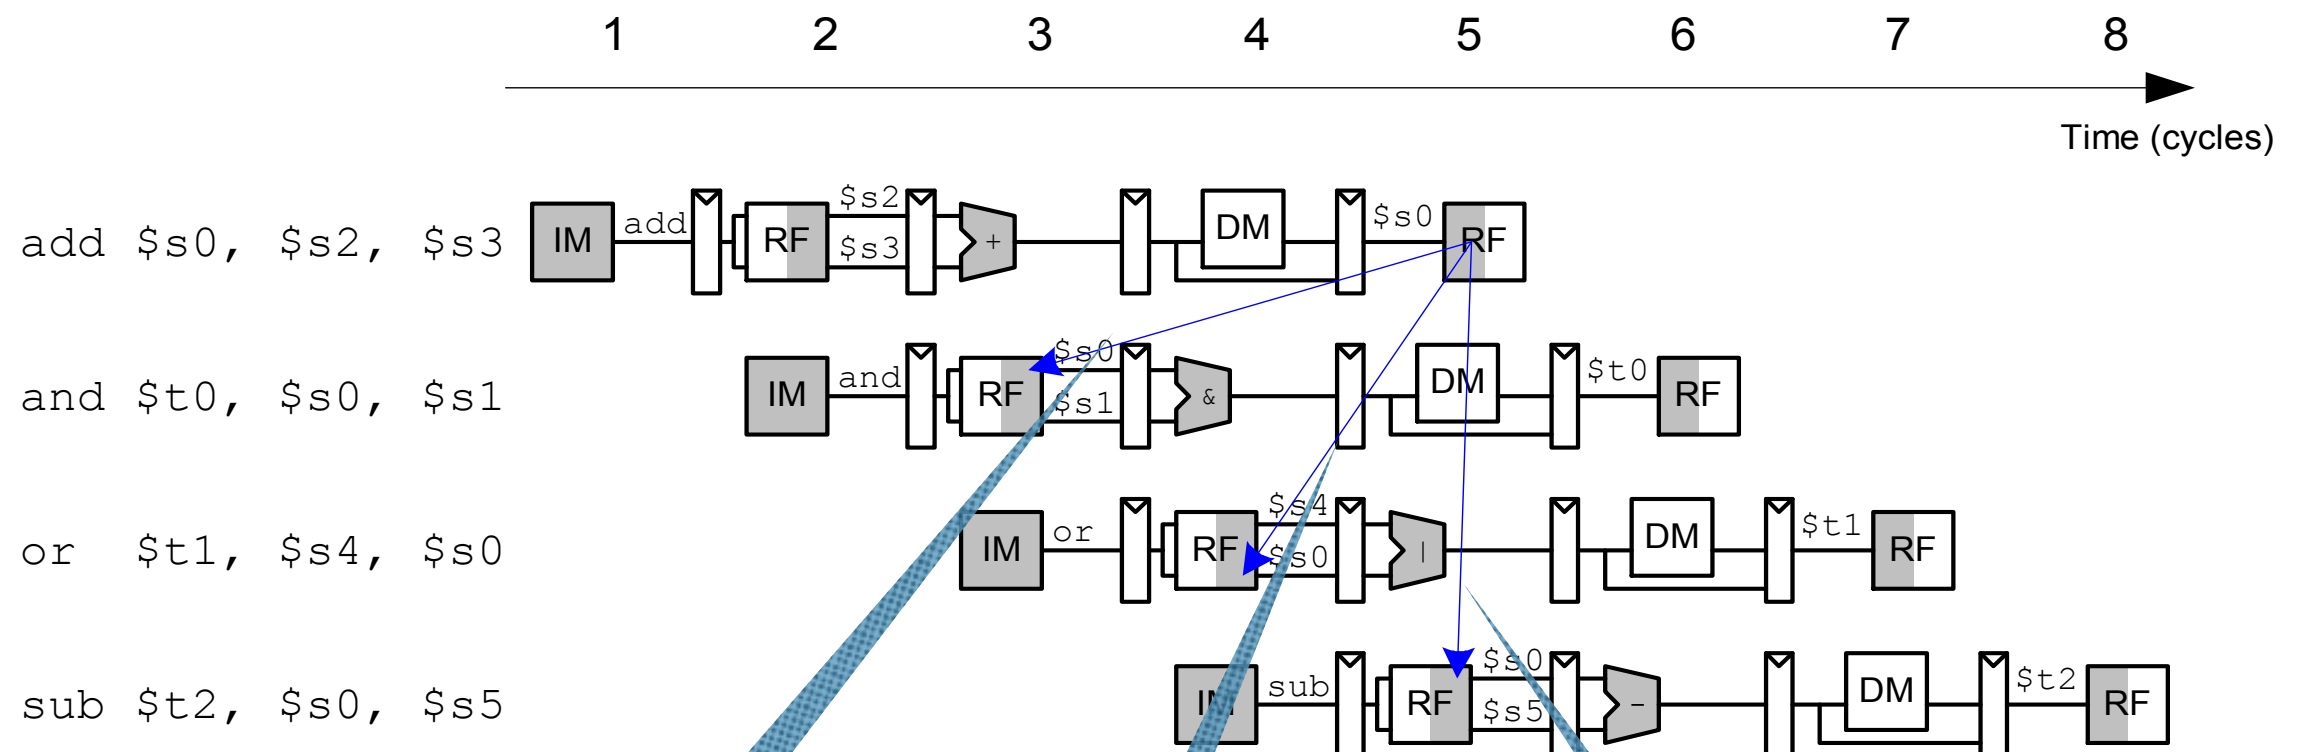 1 2 3 4 5 6 7 8
Time (cycles)
add $s0, $s2, $s3 IM add RF $s2 $s3 + DM $s0 RF
and $t0, $s0, $s1 IM and RF $s0 $s1 & DM $t0 RF
or $t1, $s4, $s0 IM or RF $s4 $s0 | DM $t1 RF
sub $t2, $s0, $s5 IM sub RF $s0 $s5 - DM $t2 RF